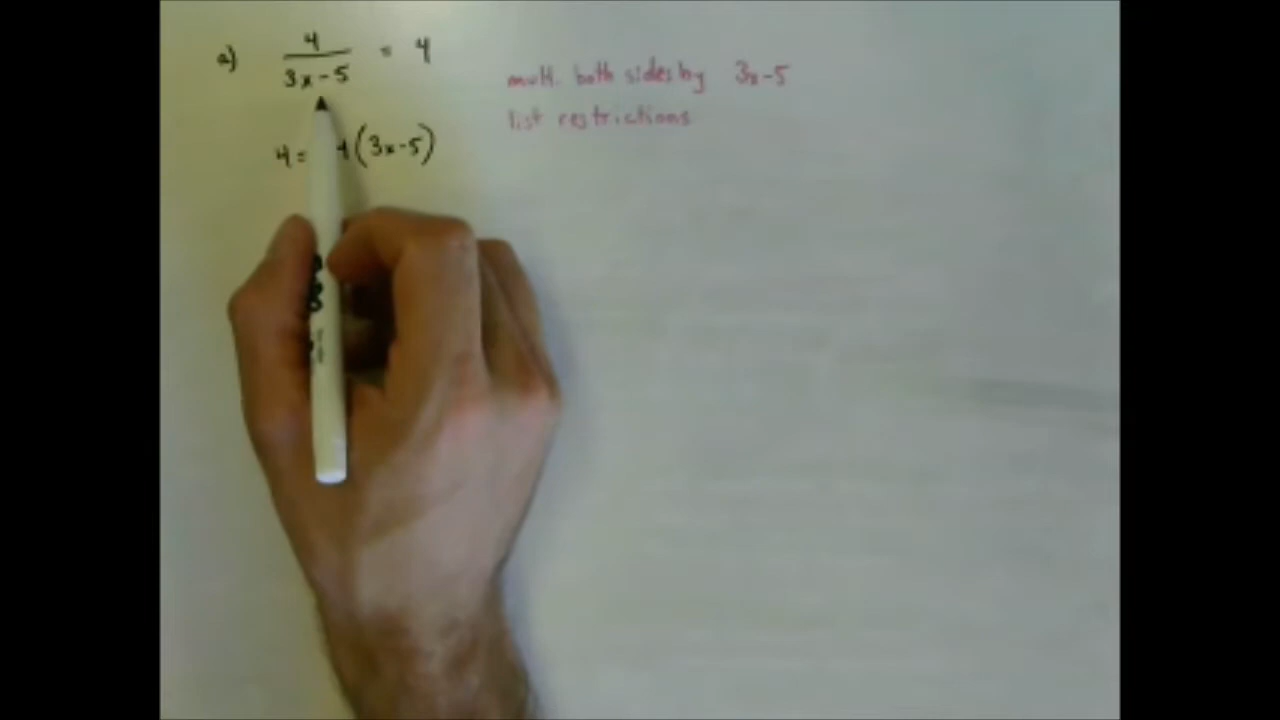 a) 4/(3x-5) = 4
mult. both sides by 3x-5
list restrictions
4 = 4(3x-5)